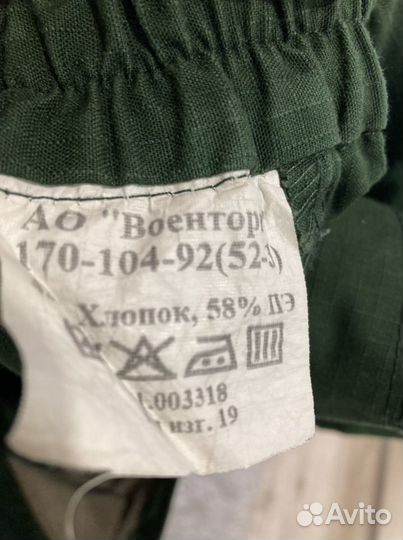 АО "Военторг
170-104-92(52-3)
Хлопок, 58% ПЭ
.003318
изг. 19
Avito